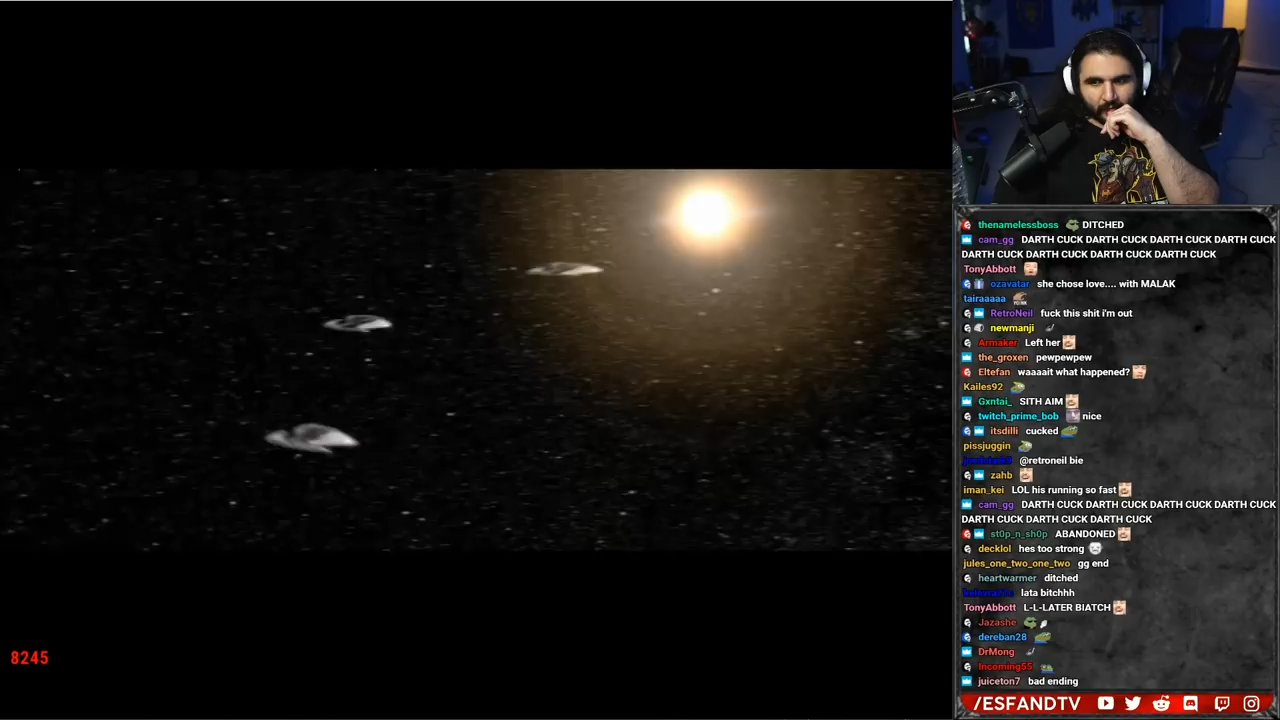 thenamelessboss DITCHED
cam_gg DARTH CUCK DARTH CUCK DARTH CUCK DARTH CUCK
DARTH CUCK DARTH CUCK DARTH CUCK DARTH CUCK
TonyAbbott
ozavatar she chose love.... with MALAK
tairaaaaa
RetroNeil fuck this shit i'm out
newmanji
Armaker Left her
the_groxen pewpewpew
Eltefan waaaait what happened?
Kailes92
Gxntai_ SITH AIM
twitch_prime_bob nice
itsdilli cucked
pissjuggin
@retroneil bie
zahb
iman_kei LOL his running so fast
cam_gg DARTH CUCK DARTH CUCK DARTH CUCK DARTH CUCK
DARTH CUCK DARTH CUCK DARTH CUCK
st0p_n_sh0p ABANDONED
decklol hes too strong
jules_one_two_one_two gg end
heartwarmer ditched
lata bitchhh
TonyAbbott L-L-LATER BIATCH
Jazashe
dereban28
DrMong
Incoming55
juiceton7 bad ending
8245
/ESFANDTV